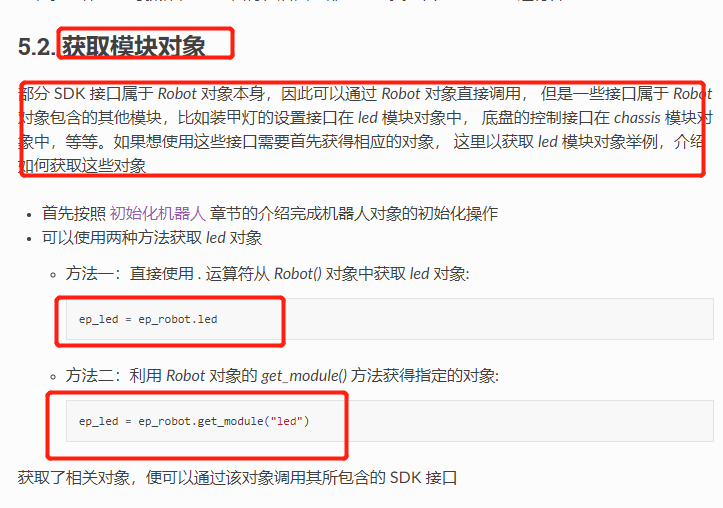 5.2. 获取模块对象
部分 SDK 接口属于 Robot 对象本身，因此可以通过 Robot 对象直接调用， 但是一些接口属于 Robot
对象包含的其他模块，比如装甲灯的设置接口在 led 模块对象中， 底盘的控制接口在 chassis 模块对
象中，等等。如果想使用这些接口需要首先获得相应的对象， 这里以获取 led 模块对象举例，介绍
如何获取这些对象
• 首先按照 初始化机器人 章节的介绍完成机器人对象的初始化操作
• 可以使用两种方法获取 led 对象
◦ 方法一：直接使用 . 运算符从 Robot() 对象中获取 led 对象:
ep_led = ep_robot.led
◦ 方法二：利用 Robot 对象的 get_module() 方法获得指定的对象:
ep_led = ep_robot.get_module("led")
获取了相关对象，便可以通过该对象调用其所包含的 SDK 接口